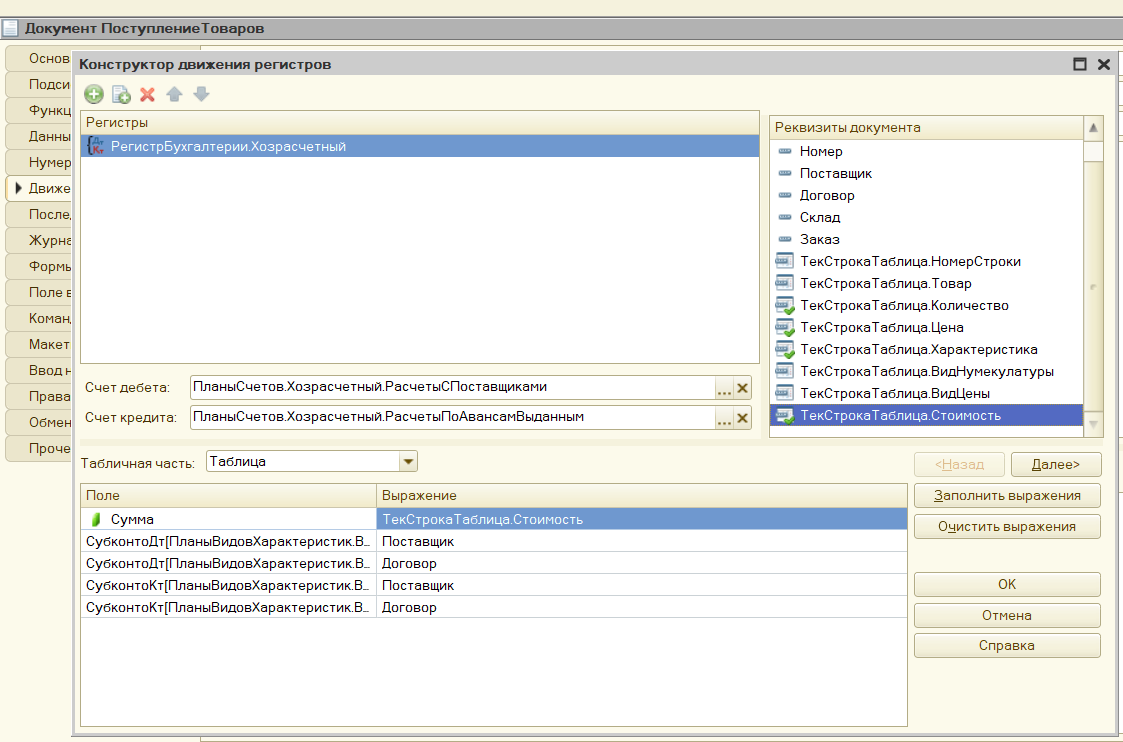 Документ ПоступлениеТоваров
Основ
Подси
Функц
Данны
Нумер
Движе
После,
Журна
Формы
Поле в
Коман,
Макет
Ввод н
Права
Обмен
Проче
Конструктор движения регистров
Регистры
РегистрБухгалтерии.Хозрасчетный
Реквизиты документа
Номер
Поставщик
Договор
Склад
Заказ
ТекСтрокаТаблица.НомерСтроки
ТекСтрокаТаблица.Товар
ТекСтрокаТаблица.Количество
ТекСтрокаТаблица.Цена
ТекСтрокаТаблица.Характеристика
ТекСтрокаТаблица.ВидНумекулатуры
ТекСтрокаТаблица.ВидЦены
ТекСтрокаТаблица.Стоимость
Счет дебета: ПланыСчетов.Хозрасчетный.РасчетыСПоставщиками ...
Счет кредита: ПланыСчетов.Хозрасчетный.РасчетыПоАвансамВыданным ...
Табличная часть: Таблица
<Назад Далее>
Поле Выражение
Сумма ТекСтрокаТаблица.Стоимость
СубконтоДт[ПланыВидовХарактеристик.В... Поставщик
СубконтоДт[ПланыВидовХарактеристик.В... Договор
СубконтоКт[ПланыВидовХарактеристик.В... Поставщик
СубконтоКт[ПланыВидовХарактеристик.В... Договор
Заполнить выражения
Очистить выражения
OK
Отмена
Справка